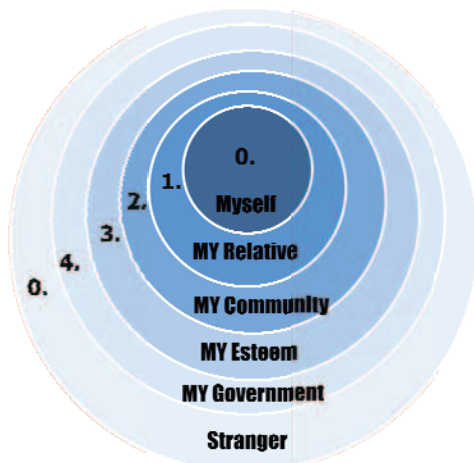 0.
1.
Myself
2.
3.
MY Relative
4.
0.
MY Community
MY Esteem
MY Government
Stranger